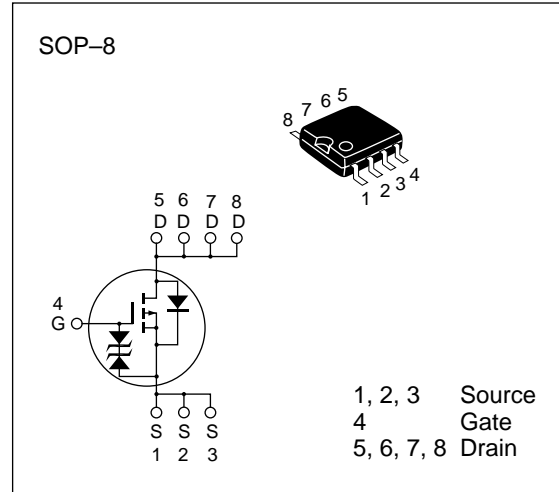 SOP–8
5
6
7
8
1
2
3
4
5 6 7 8
D D D D
4
G
S S S
1 2 3
1, 2, 3 Source
4 Gate
5, 6, 7, 8 Drain